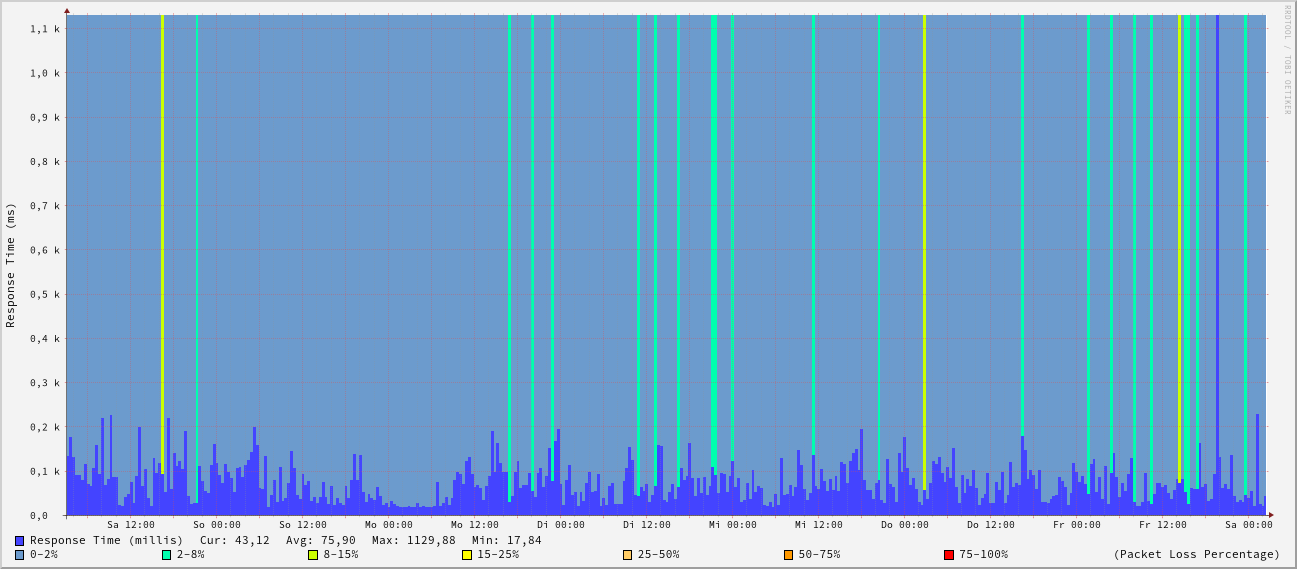 RRDTOOL / TOBI OETIKER
Response Time (ms)
1,1 k
1,0 k
0,9 k
0,8 k
0,7 k
0,6 k
0,5 k
0,4 k
0,3 k
0,2 k
0,1 k
0,0
Sa 12:00 So 00:00 So 12:00 Mo 00:00 Mo 12:00 Di 00:00 Di 12:00 Mi 00:00 Mi 12:00 Do 00:00 Do 12:00 Fr 00:00 Fr 12:00 Sa 00:00
Response Time (millis) Cur: 43,12 Avg: 75,90 Max: 1129,88 Min: 17,84
0-2% 2-8% 8-15% 15-25% 25-50% 50-75% 75-100% (Packet Loss Percentage)